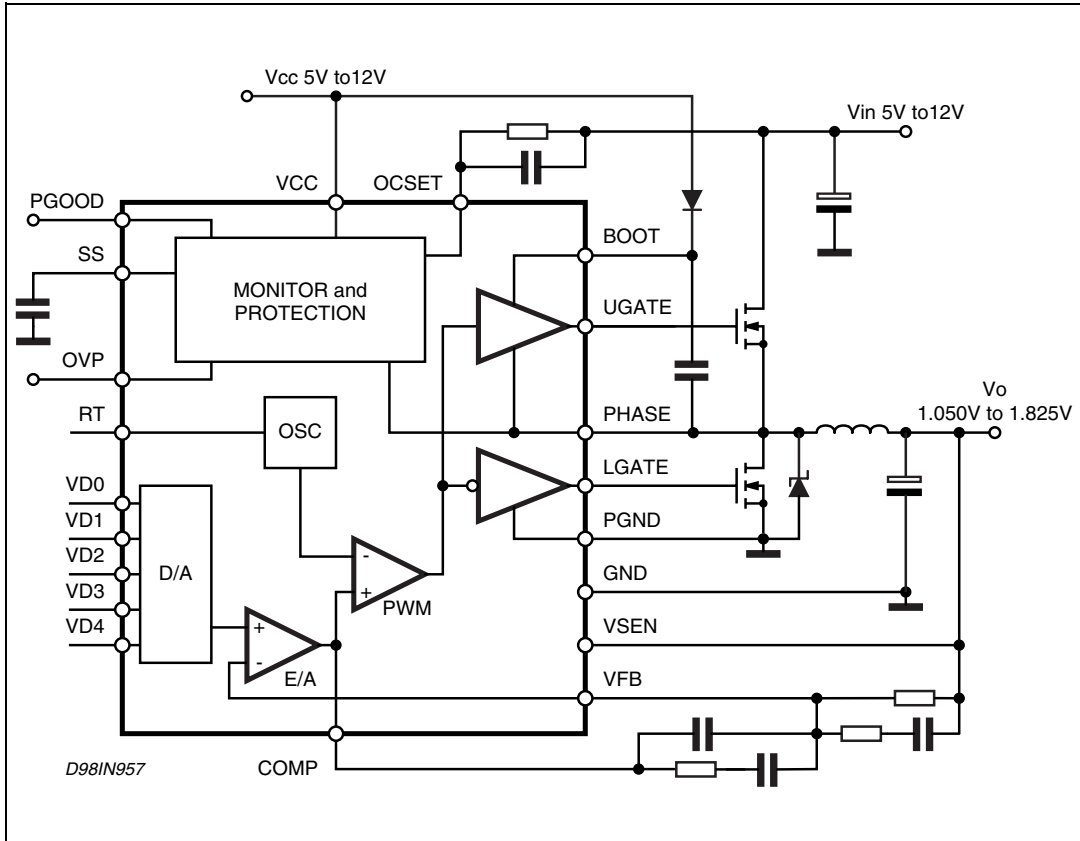 Vcc 5V to12V
Vin 5V to12V
VCC
OCSET
PGOOD
SS
MONITOR and
PROTECTION
BOOT
UGATE
OVP
RT
OSC
PHASE
Vo
1.050V to 1.825V
LGATE
VD0
VD1
VD2
VD3
VD4
D/A
-
+
PWM
PGND
GND
+
-
E/A
VSEN
VFB
D98IN957
COMP